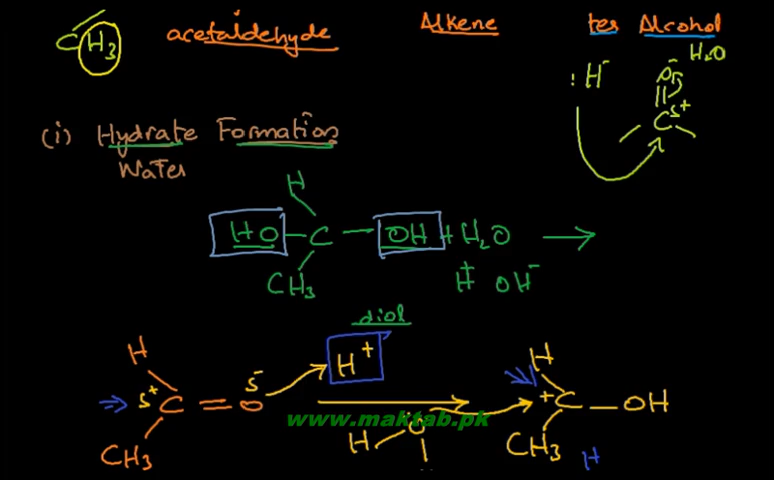 CH3 acetaldehyde Alkene ter Alcohol
H2O
:H-
O-
||
C δ+
(i) Hydrate Formation
Water
H
HO-C-OH + H2O →
CH3 H+ OH-
diol
H H+ H
δ+ C = O δ- → + C - OH
www.maktab.pk
H-O
CH3 CH3 H